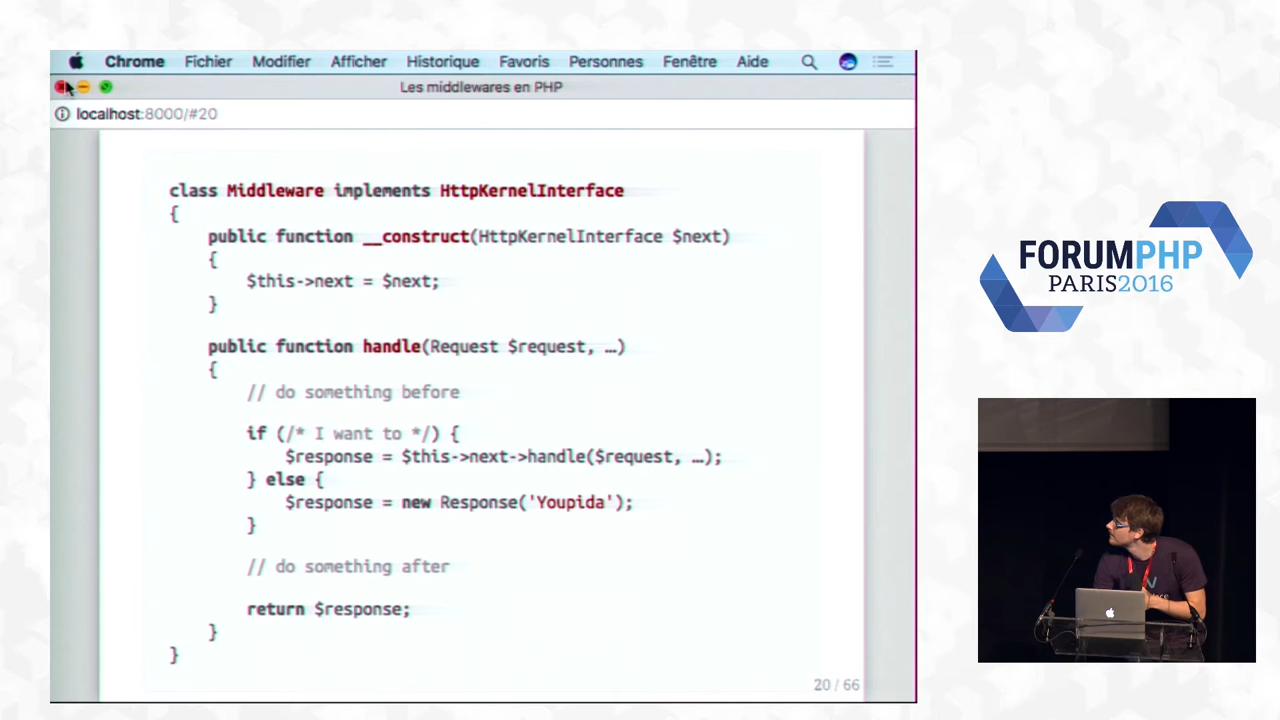 Chrome Fichier Modifier Afficher Historique Favoris Personnes Fenêtre Aide
Les middlewares en PHP
localhost:8000/#20
class Middleware implements HttpKernelInterface
{
public function __construct(HttpKernelInterface $next)
{
$this->next = $next;
}
public function handle(Request $request, …)
{
// do something before
if (/* I want to */) {
$response = $this->next->handle($request, …);
} else {
$response = new Response('Youpida');
}
// do something after
return $response;
}
}
20 / 66
FORUMPHP
PARIS2016